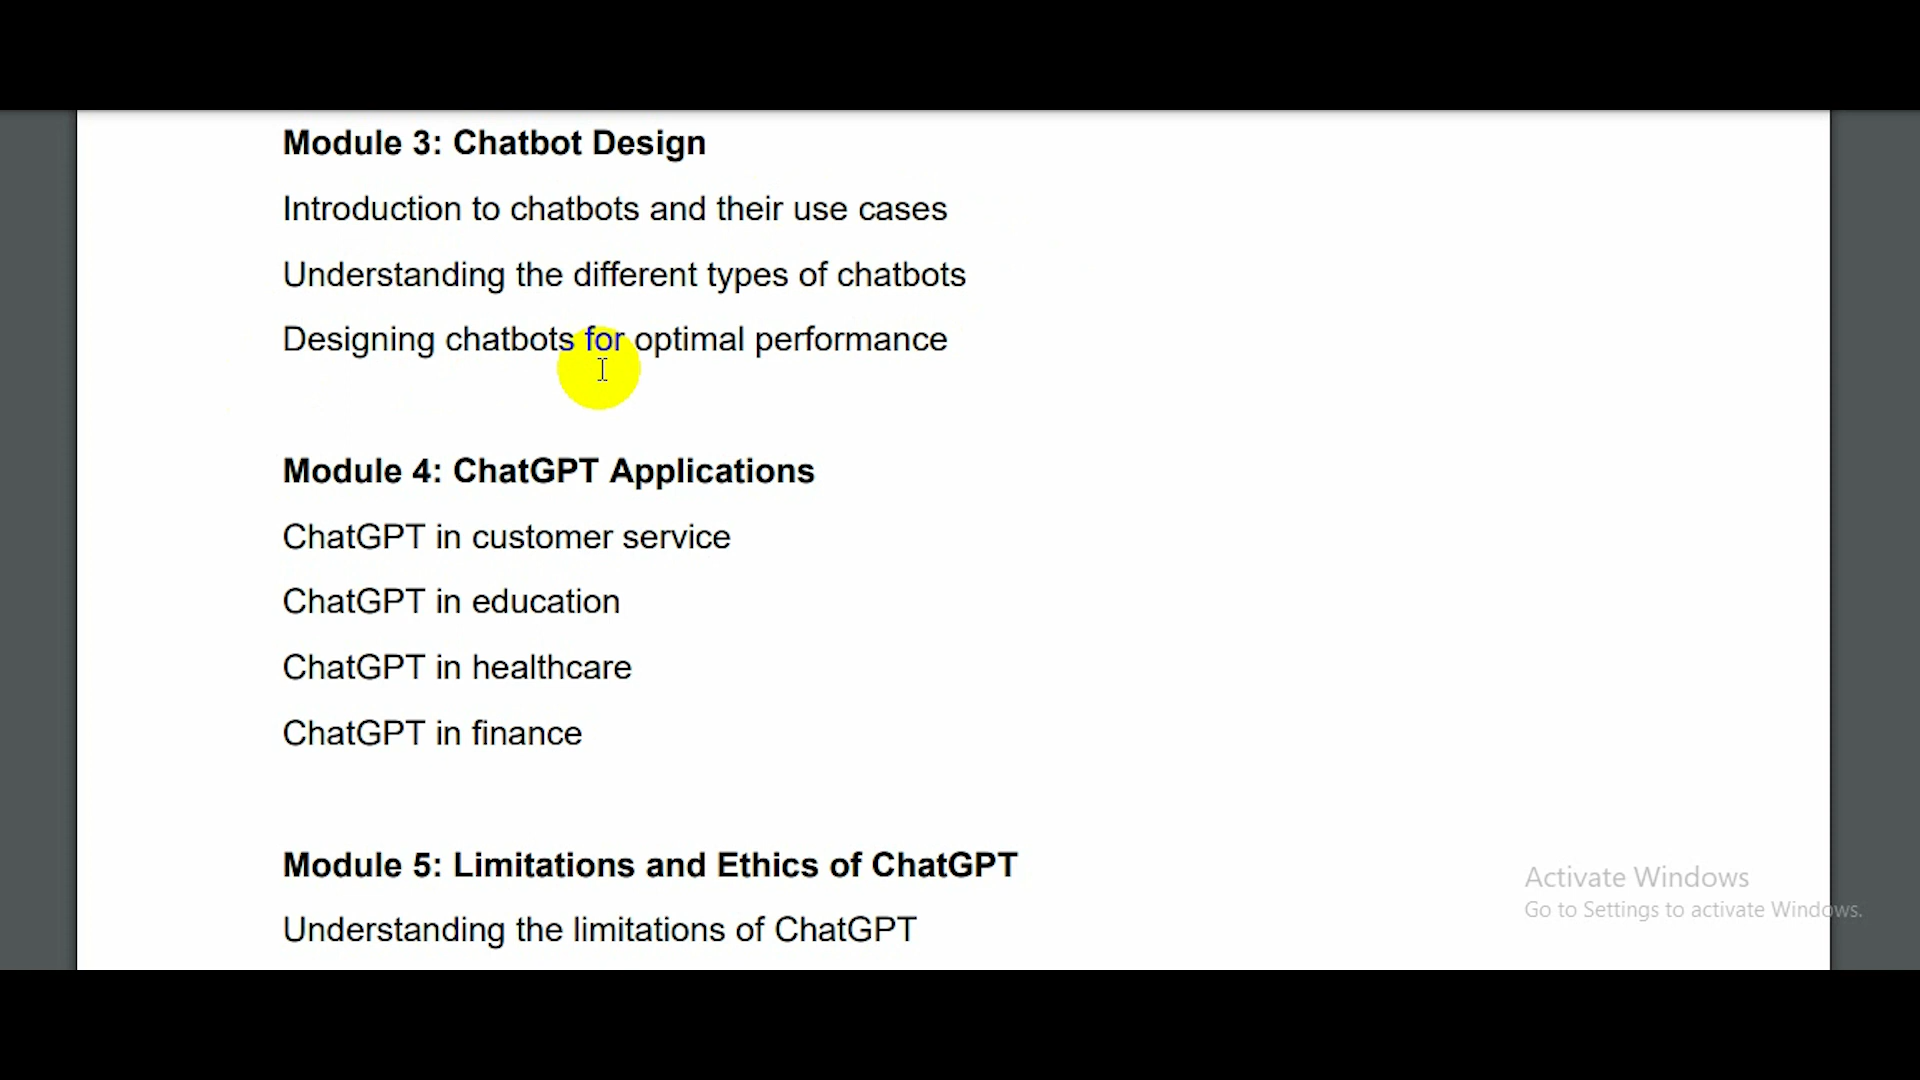 Module 3: Chatbot Design
Introduction to chatbots and their use cases
Understanding the different types of chatbots
Designing chatbots for optimal performance
Module 4: ChatGPT Applications
ChatGPT in customer service
ChatGPT in education
ChatGPT in healthcare
ChatGPT in finance
Module 5: Limitations and Ethics of ChatGPT
Understanding the limitations of ChatGPT
Activate Windows
Go to Settings to activate Windows.